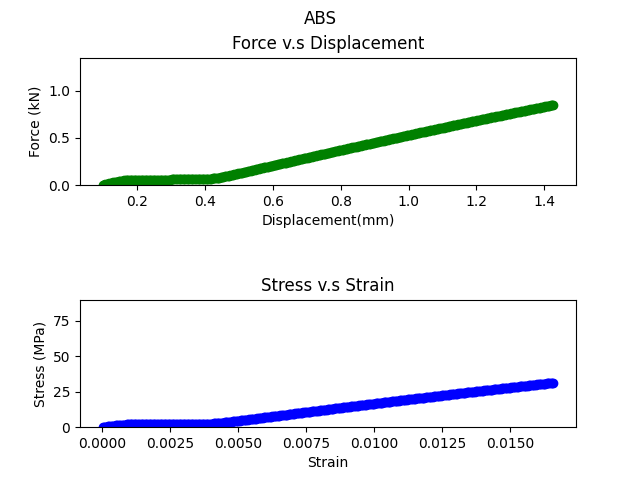 ABS
Force v.s Displacement
1.0
0.5
0.0
Force (kN)
0.2 0.4 0.6 0.8 1.0 1.2 1.4
Displacement(mm)
Stress v.s Strain
75
50
25
0
Stress (MPa)
0.0000 0.0025 0.0050 0.0075 0.0100 0.0125 0.0150
Strain